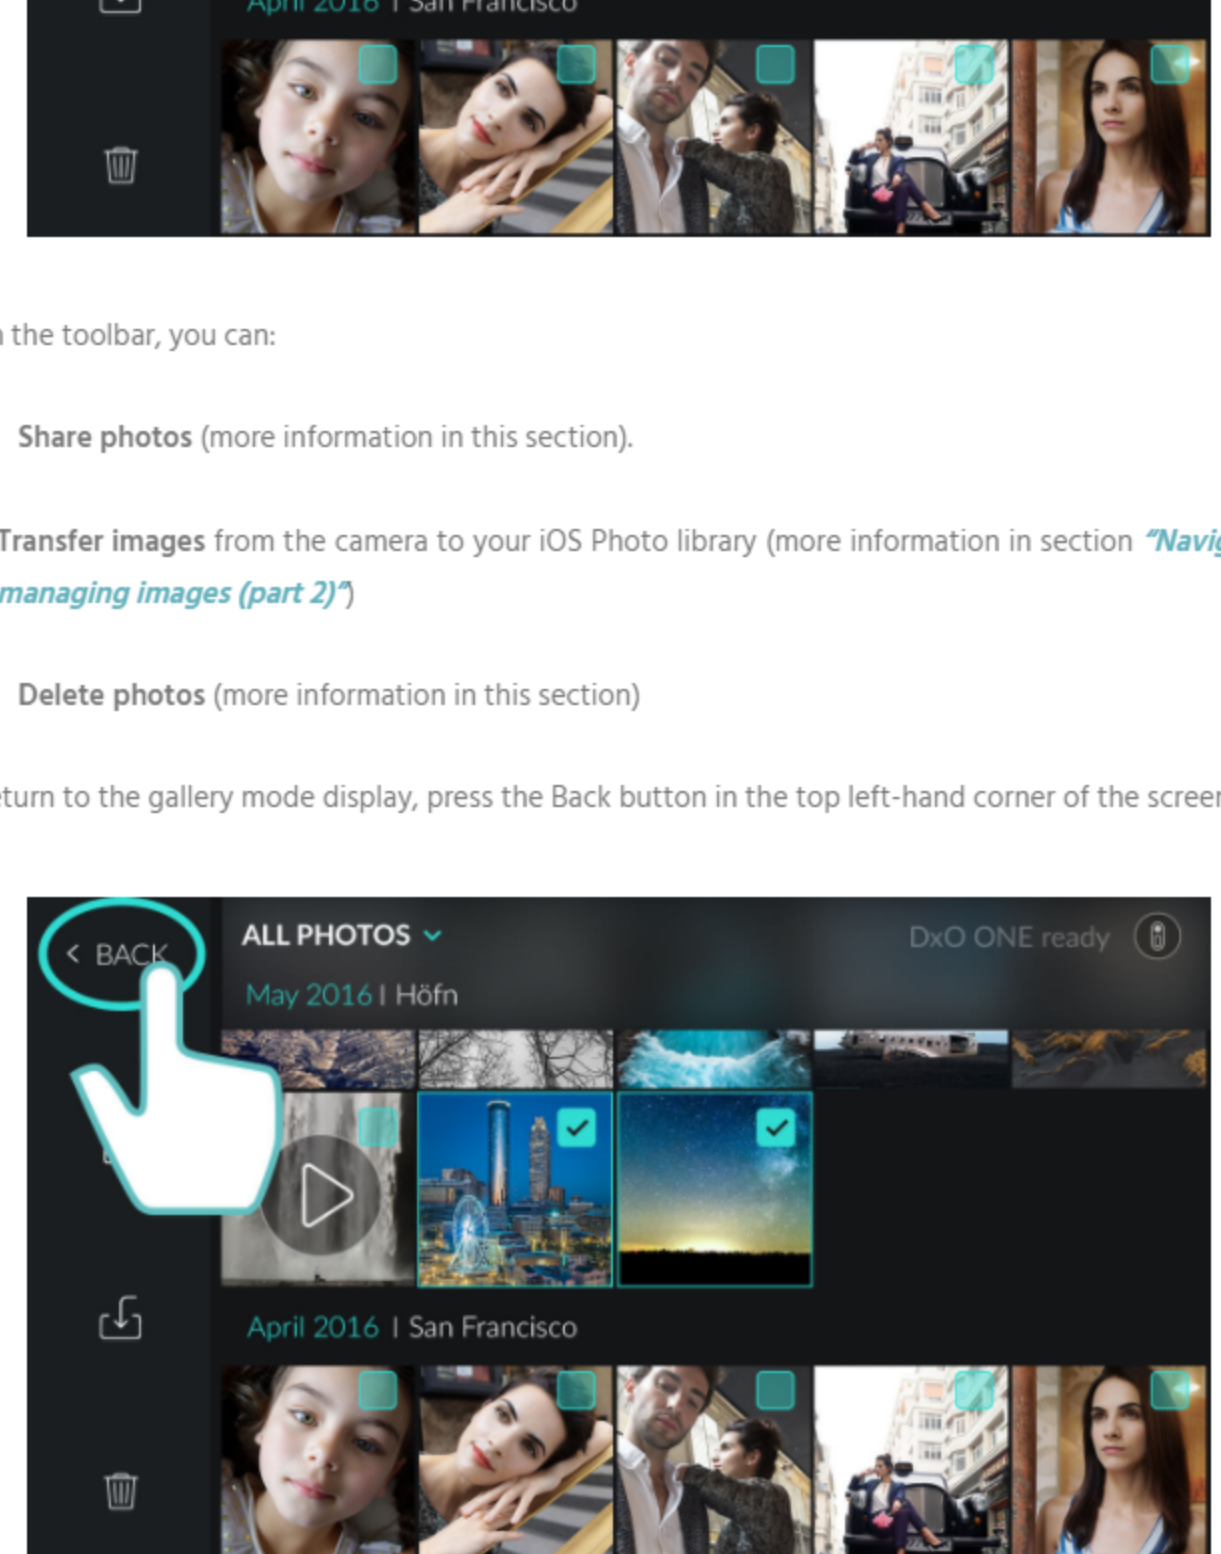 April 2016 | San Francisco
the toolbar, you can:
Share photos (more information in this section).
Transfer images from the camera to your iOS Photo library (more information in section “Navig
managing images (part 2)”)
Delete photos (more information in this section)
eturn to the gallery mode display, press the Back button in the top left-hand corner of the screen
< BACK
ALL PHOTOS
DxO ONE ready
May 2016 | Höfn
April 2016 | San Francisco